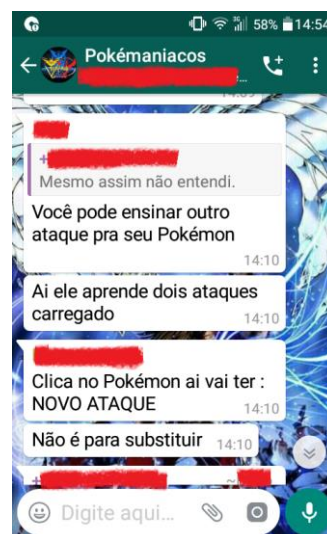 58% 14:54
Pokémaniacos
Mesmo assim não entendi.
Você pode ensinar outro
ataque pra seu Pokémon
14:10
Ai ele aprende dois ataques
carregado
14:10
Clica no Pokémon ai vai ter :
NOVO ATAQUE
14:10
Não é para substituir 14:10
Digite aqui...